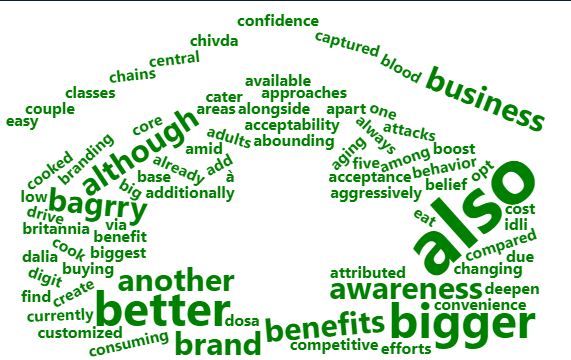 confidence
chivda
captured
central
blood
chains
business
classes
available
approaches
cater
couple
easy
areas
alongside
apart
one
core
although
acceptability
always
attacks
adults
abounding
branding
amid
aging
among
boost
cooked
already
add
five
behavior
opt
base
à
acceptance
low
big
additionally
aggressively
belief
also
bagrry
drive
eat
cost
britannia
via
idli
benefit
cook
biggest
compared
dalia
due
buying
attributed
changing
digit
another
find
create
awareness
deepen
better
convenience
currently
dosa
benefits
bigger
customized
consuming
brand
competitive
efforts